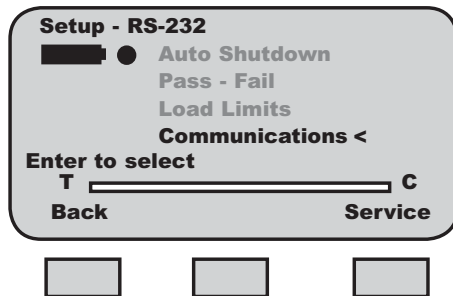 Setup - RS-232
Auto Shutdown
Pass - Fail
Load Limits
Communications <
Enter to select
T C
Back Service